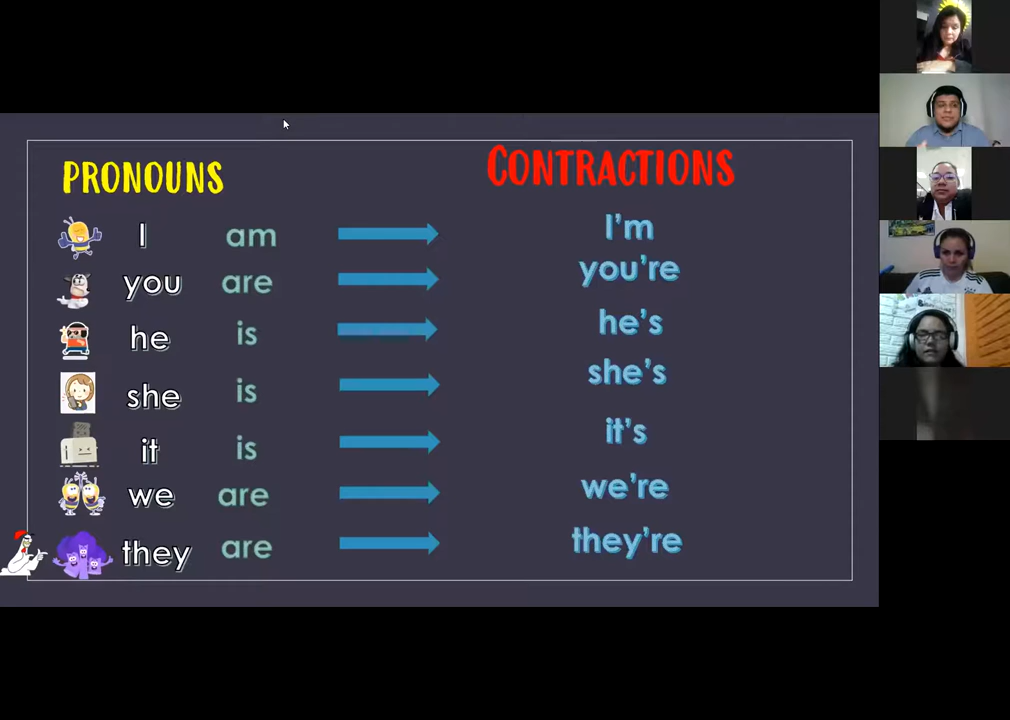 PRONOUNS CONTRACTIONS
I am I'm
you are you're
he is he's
she is she's
it is it's
we are we're
they are they're